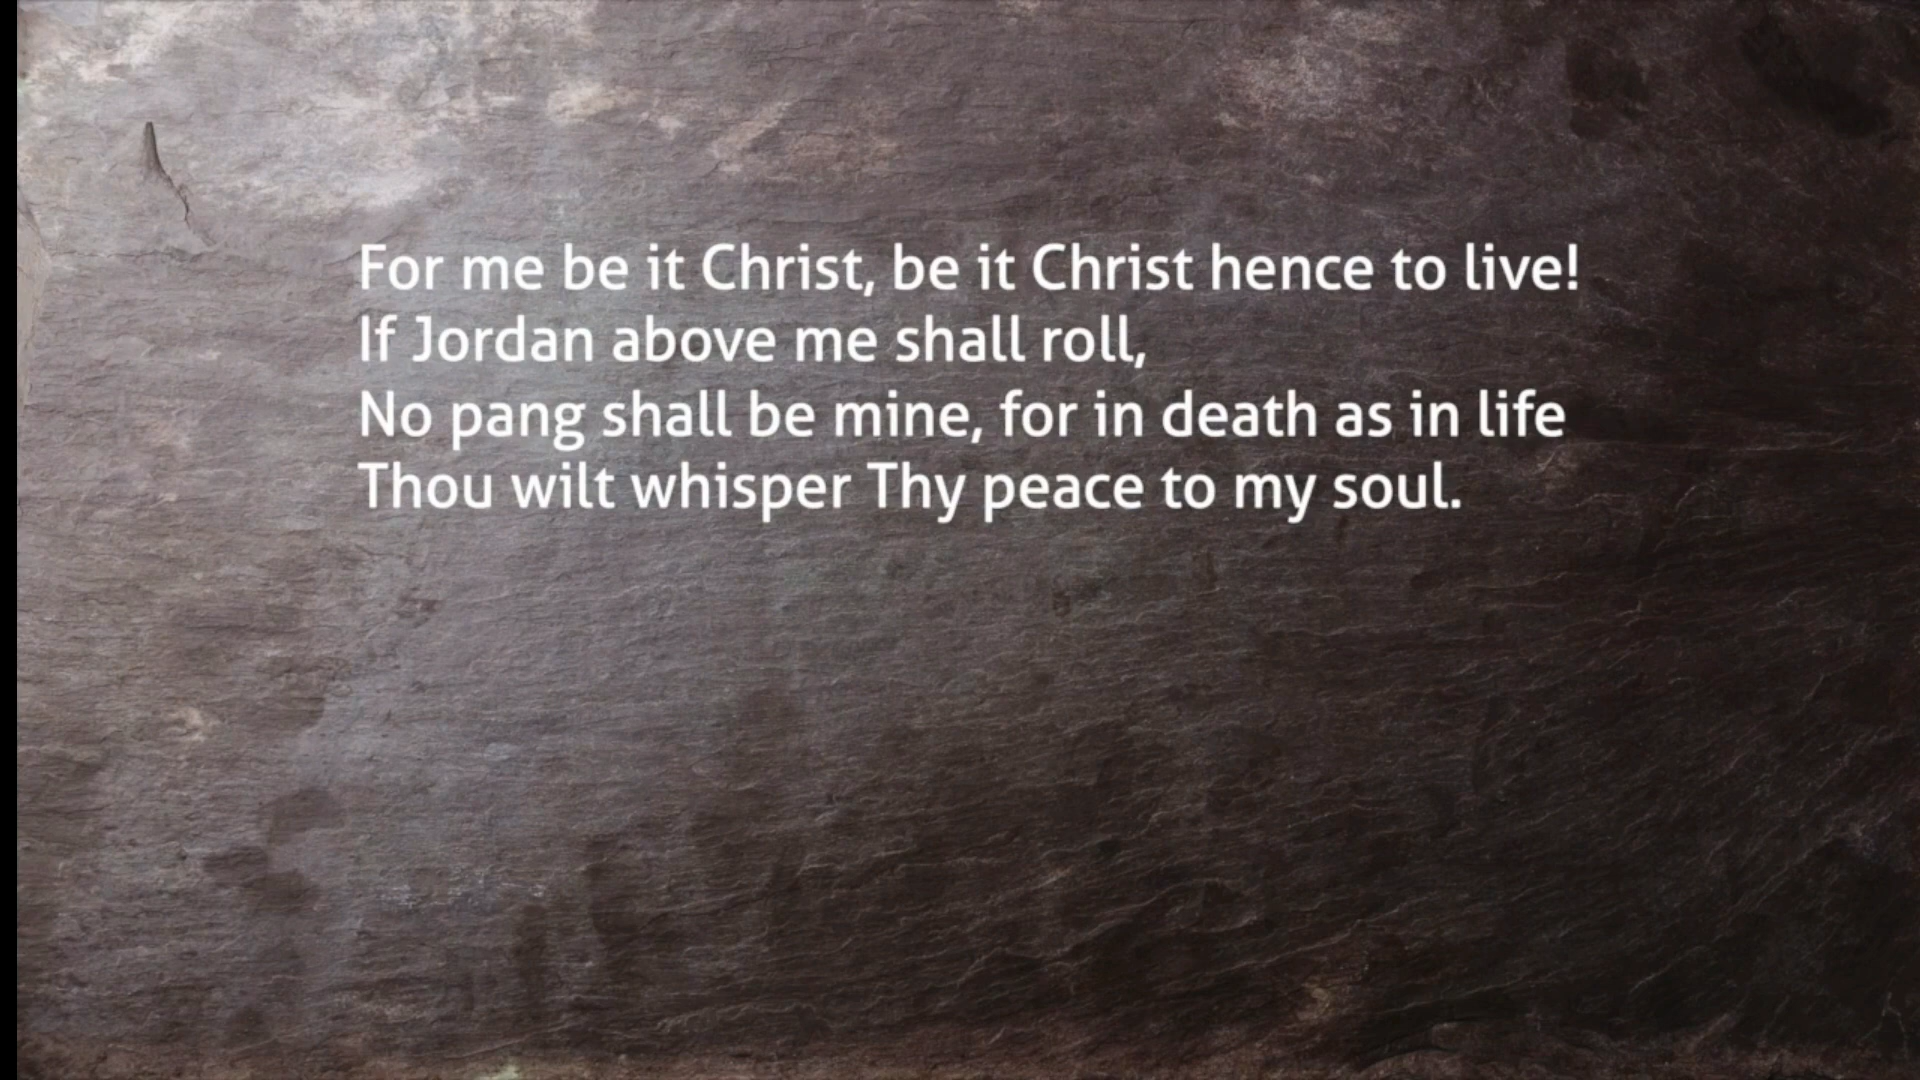 For me be it Christ, be it Christ hence to live!
If Jordan above me shall roll,
No pang shall be mine, for in death as in life
Thou wilt whisper Thy peace to my soul.